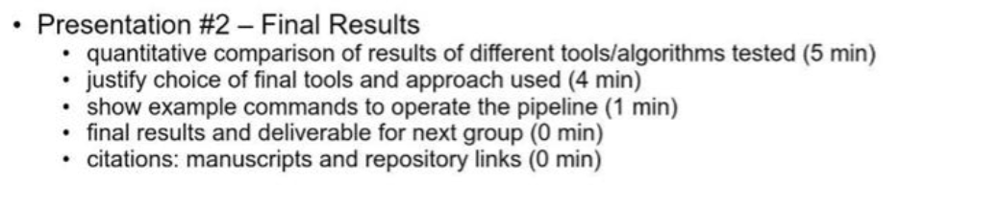 • Presentation #2 – Final Results
• quantitative comparison of results of different tools/algorithms tested (5 min)
• justify choice of final tools and approach used (4 min)
• show example commands to operate the pipeline (1 min)
• final results and deliverable for next group (0 min)
• citations: manuscripts and repository links (0 min)